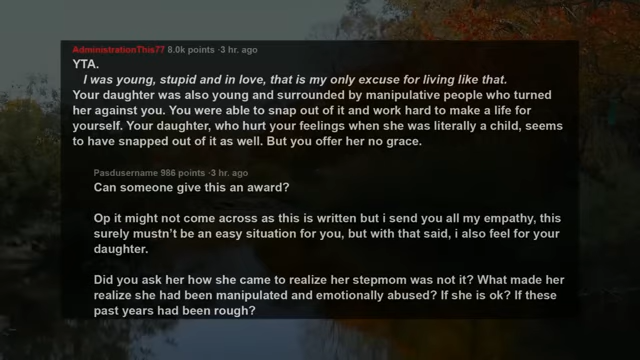 AdministrationThis77 8.0k points ·3 hr. ago
YTA.
I was young, stupid and in love, that is my only excuse for living like that.
Your daughter was also young and surrounded by manipulative people who turned
her against you. You were able to snap out of it and work hard to make a life for
yourself. Your daughter, who hurt your feelings when she was literally a child, seems
to have snapped out of it as well. But you offer her no grace.
Pasdusername 986 points ·3 hr. ago
Can someone give this an award?
Op it might not come across as this is written but i send you all my empathy, this
surely mustn't be an easy situation for you, but with that said, i also feel for your
daughter.
Did you ask her how she came to realize her stepmom was not it? What made her
realize she had been manipulated and emotionally abused? If she is ok? If these
past years had been rough?